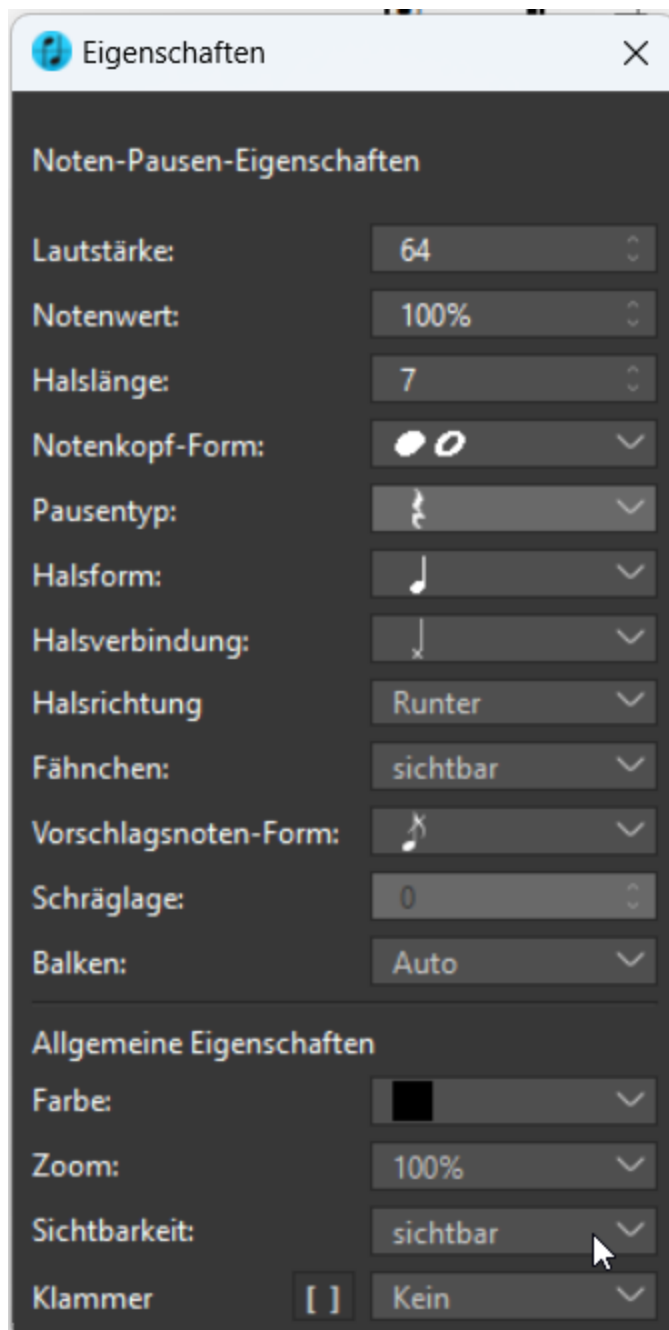 Eigenschaften
Noten-Pausen-Eigenschaften
Lautstärke: 64
Notenwert: 100%
Halslänge: 7
Notenkopf-Form:
Pausentyp:
Halsform:
Halsverbindung:
Halsrichtung Runter
Fähnchen: sichtbar
Vorschlagsnoten-Form:
Schräglage: 0
Balken: Auto
Allgemeine Eigenschaften
Farbe:
Zoom: 100%
Sichtbarkeit: sichtbar
Klammer [ ] Kein